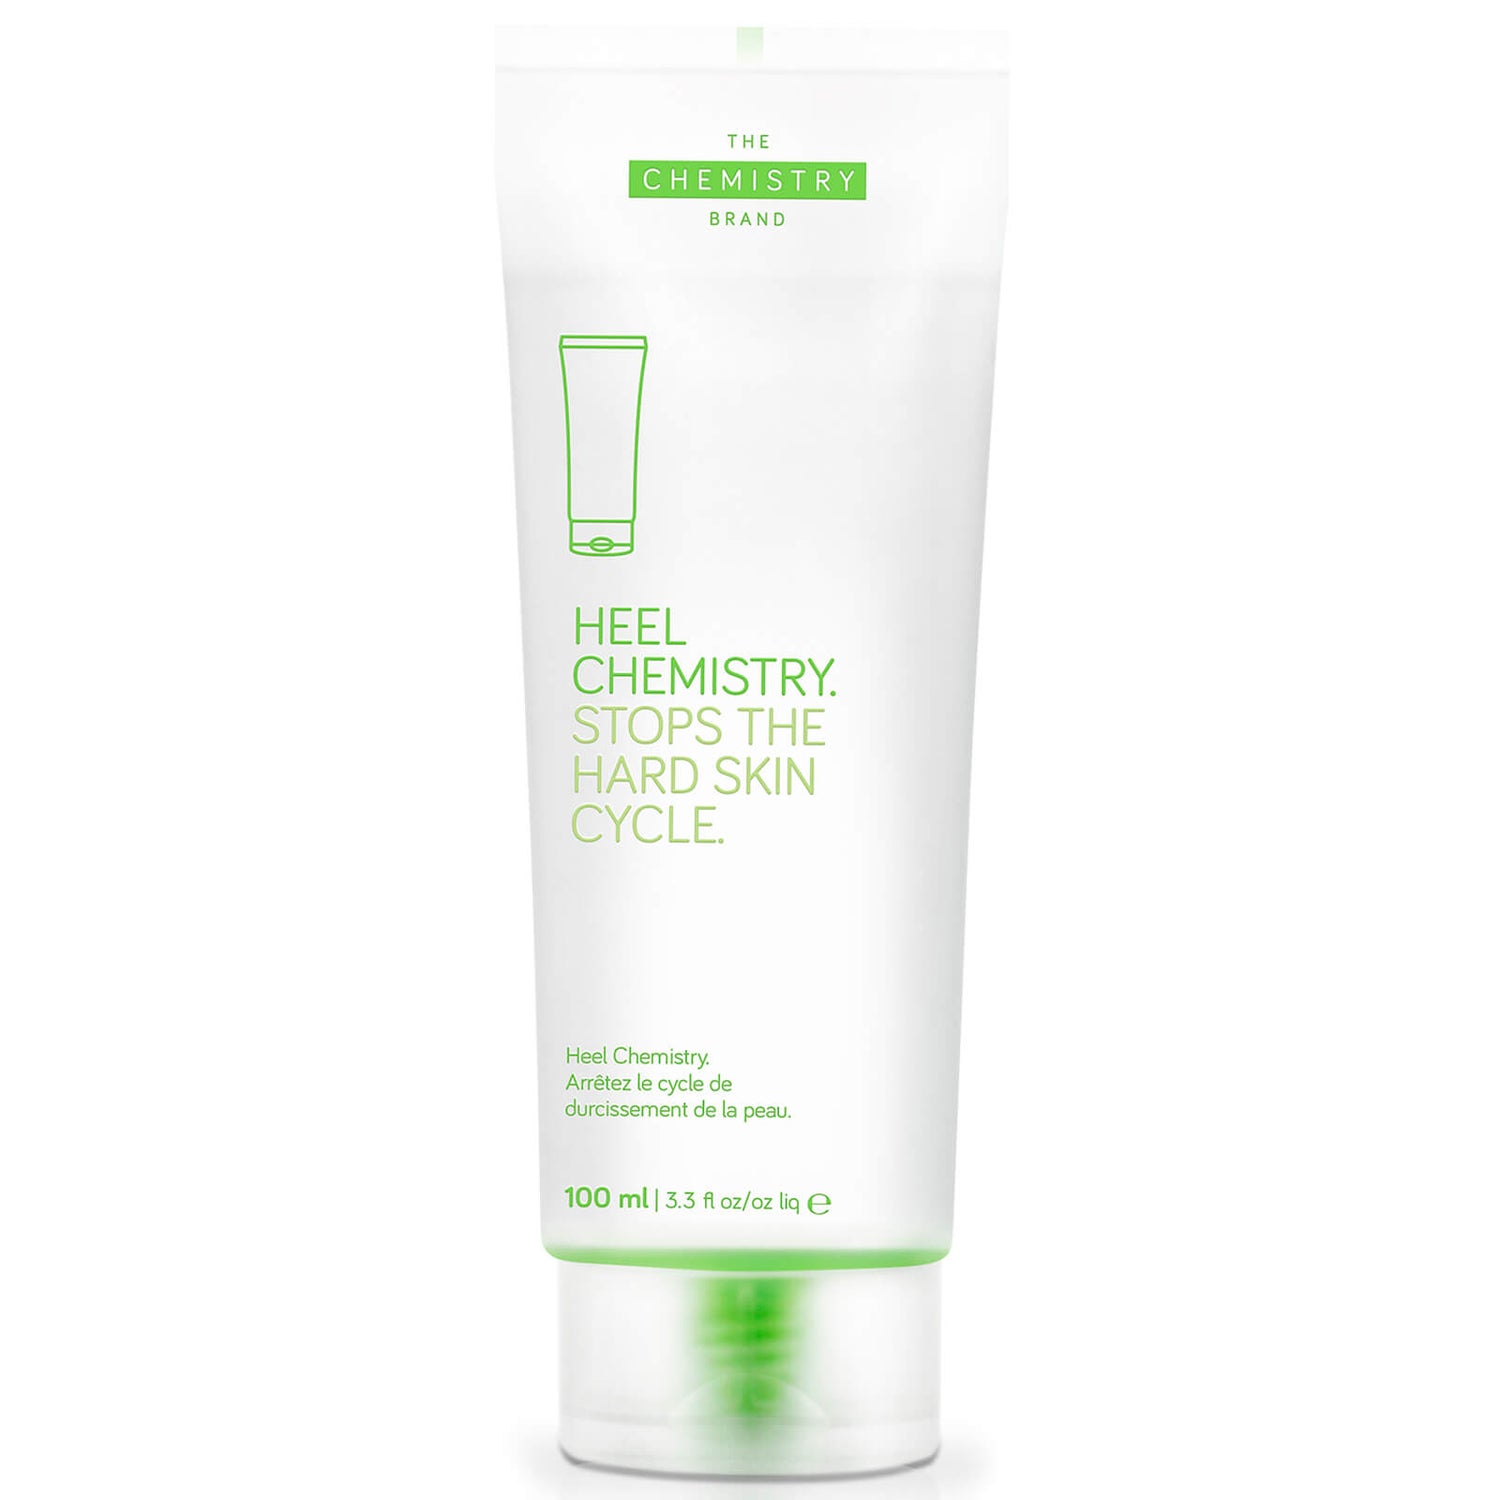 THE
CHEMISTRY
BRAND
HEEL
CHEMISTRY.
STOPS THE
HARD SKIN
CYCLE.
Heel Chemistry.
Arrêtez le cycle de
durcissement de la peau.
100 ml | 3.3 fl oz/oz liq ℮